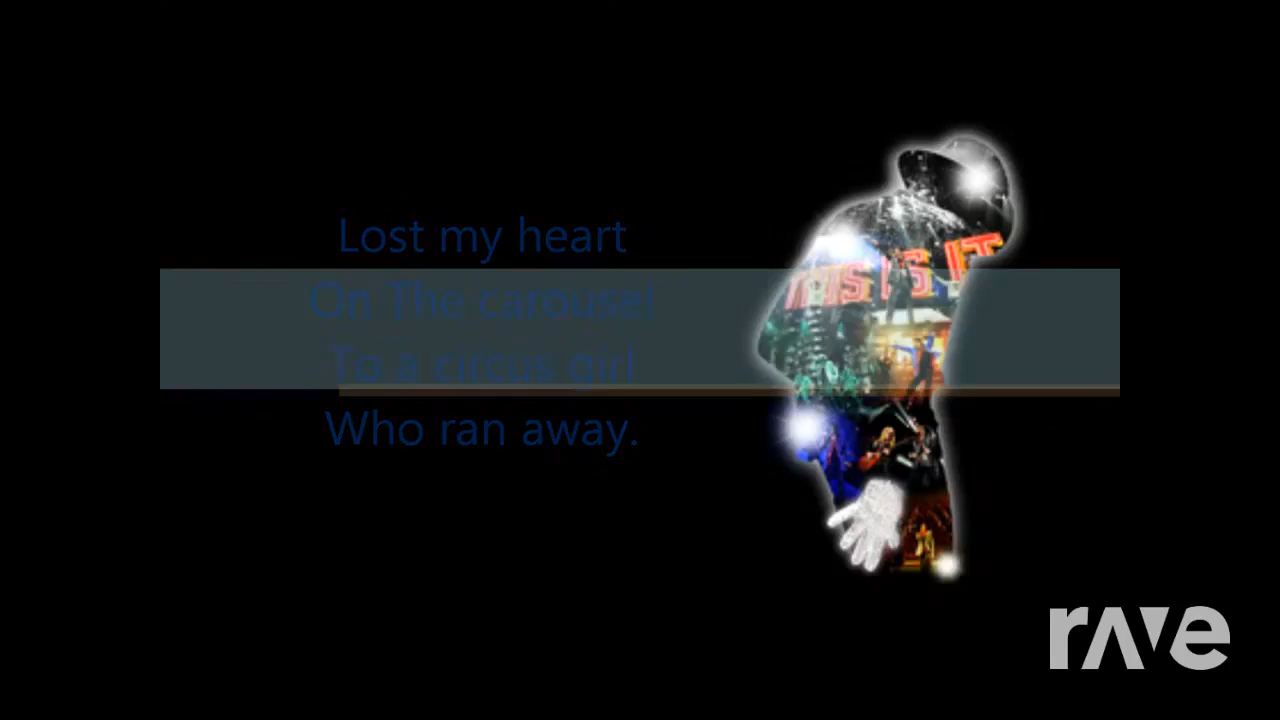 Lost my heart
On The carousel
To a circus girl
Who ran away.
THIS IS IT
rave